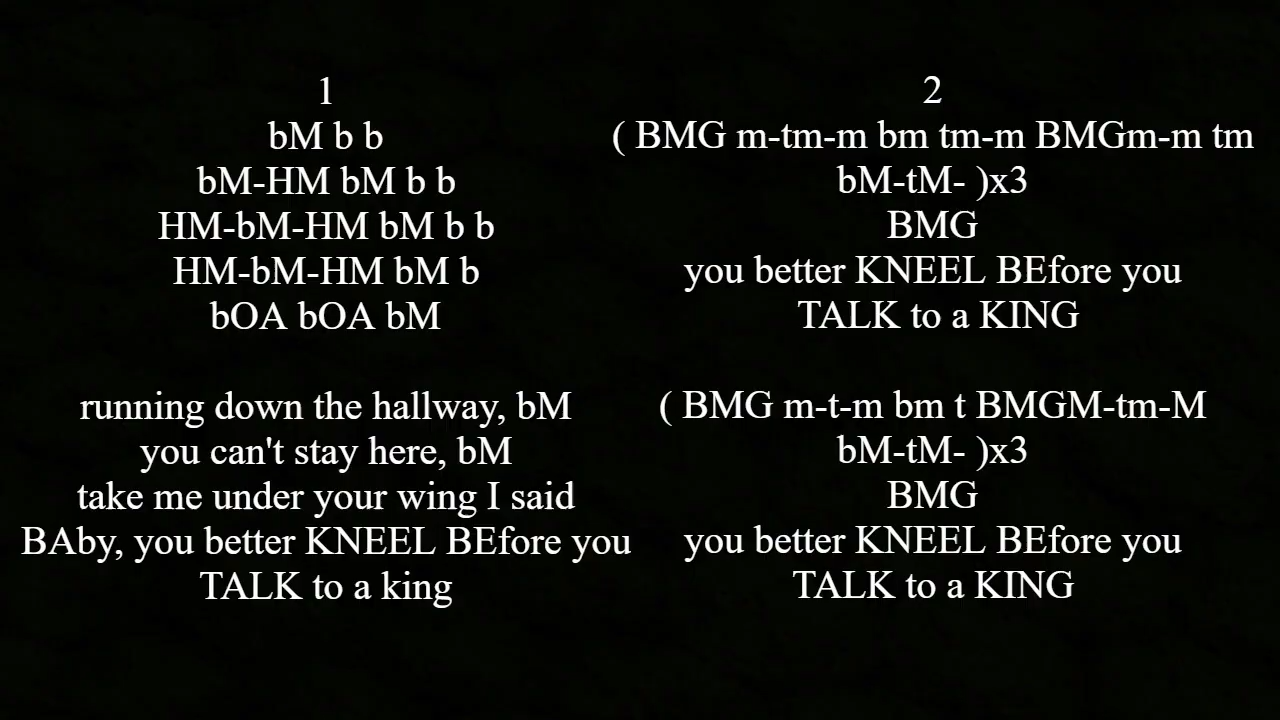 1
bM b b
bM-HM bM b b
HM-bM-HM bM b b
HM-bM-HM bM b
bOA bOA bM
running down the hallway, bM
you can't stay here, bM
take me under your wing I said
BAby, you better KNEEL BEfore you
TALK to a king
2
( BMG m-tm-m bm tm-m BMGm-m tm
bM-tM- )x3
BMG
you better KNEEL BEfore you
TALK to a KING
( BMG m-t-m bm t BMGM-tm-M
bM-tM- )x3
BMG
you better KNEEL BEfore you
TALK to a KING